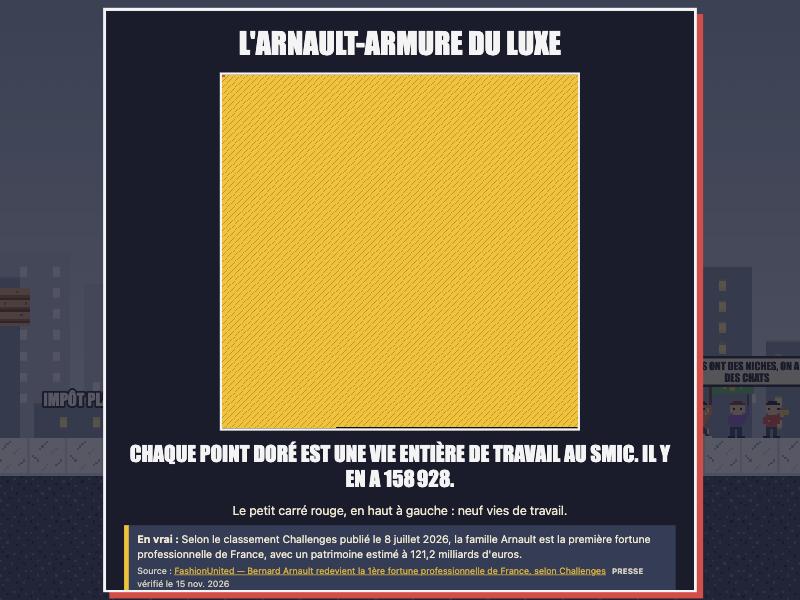 L'ARNAULT-ARMURE DU LUXE
CHAQUE POINT DORÉ EST UNE VIE ENTIÈRE DE TRAVAIL AU SMIC. IL Y
EN A 158 928.
Le petit carré rouge, en haut à gauche : neuf vies de travail.
En vrai : Selon le classement Challenges publié le 8 juillet 2026, la famille Arnault est la première fortune
professionnelle de France, avec un patrimoine estimé à 121,2 milliards d'euros.
Source : FashionUnited — Bernard Arnault redevient la 1ère fortune professionnelle de France, selon Challenges PRESSE
vérifié le 15 nov. 2026
IMPÔT PL
S ONT DES NICHES, ON A
DES CHATS